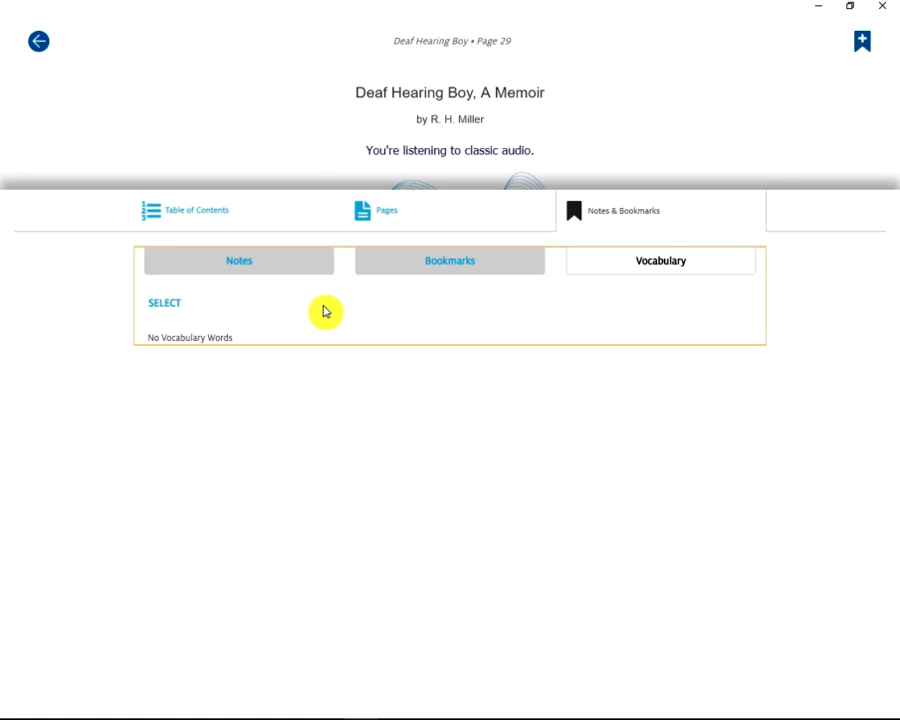 Deaf Hearing Boy • Page 29
Deaf Hearing Boy, A Memoir
by R. H. Miller
You're listening to classic audio.
Table of Contents
Pages
Notes & Bookmarks
Notes
Bookmarks
Vocabulary
SELECT
No Vocabulary Words